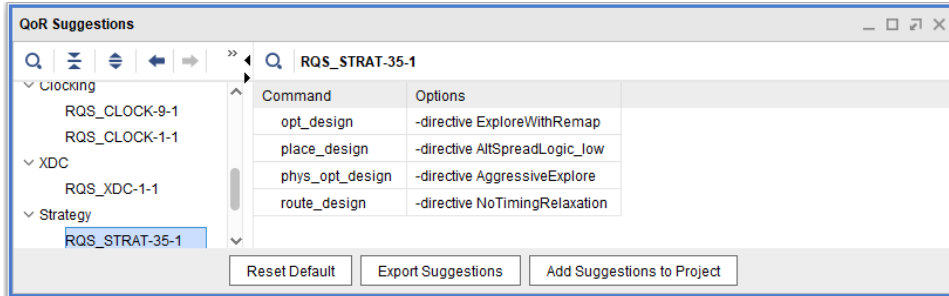 QoR Suggestions
RQS_STRAT-35-1
Clocking
RQS_CLOCK-9-1
RQS_CLOCK-1-1
XDC
RQS_XDC-1-1
Strategy
RQS_STRAT-35-1
Command Options
opt_design -directive ExploreWithRemap
place_design -directive AltSpreadLogic_low
phys_opt_design -directive AggressiveExplore
route_design -directive NoTimingRelaxation
Reset Default Export Suggestions Add Suggestions to Project